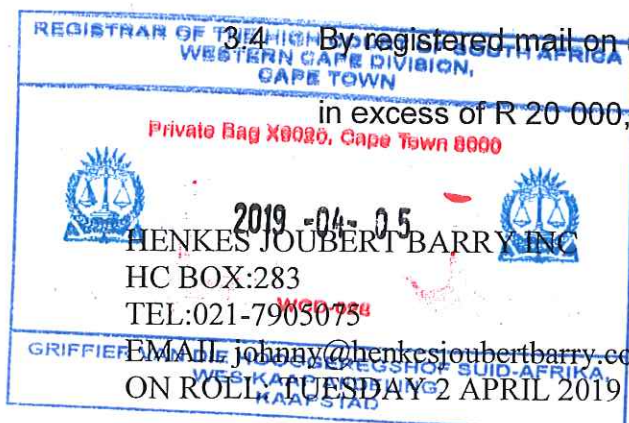 REGISTRAR OF THE HIGH COURT OF SOUTH AFRICA
3.4 By registered mail on
WESTERN CAPE DIVISION,
CAPE TOWN
in excess of R 20 000,
Private Bag X9020, Cape Town 8000
2019 -04- 05
HENKES JOUBERT BARRY INC
HC BOX:283
TEL:021-7905075
EMAIL johnny@henkesjoubertbarry.co
GRIFFIER VAN DIE HOOGGEREGSHOF SUID-AFRIKA,
ON ROLL: TUESDAY 2 APRIL 2019
WES-KAAP AFDELING
KAAPSTAD